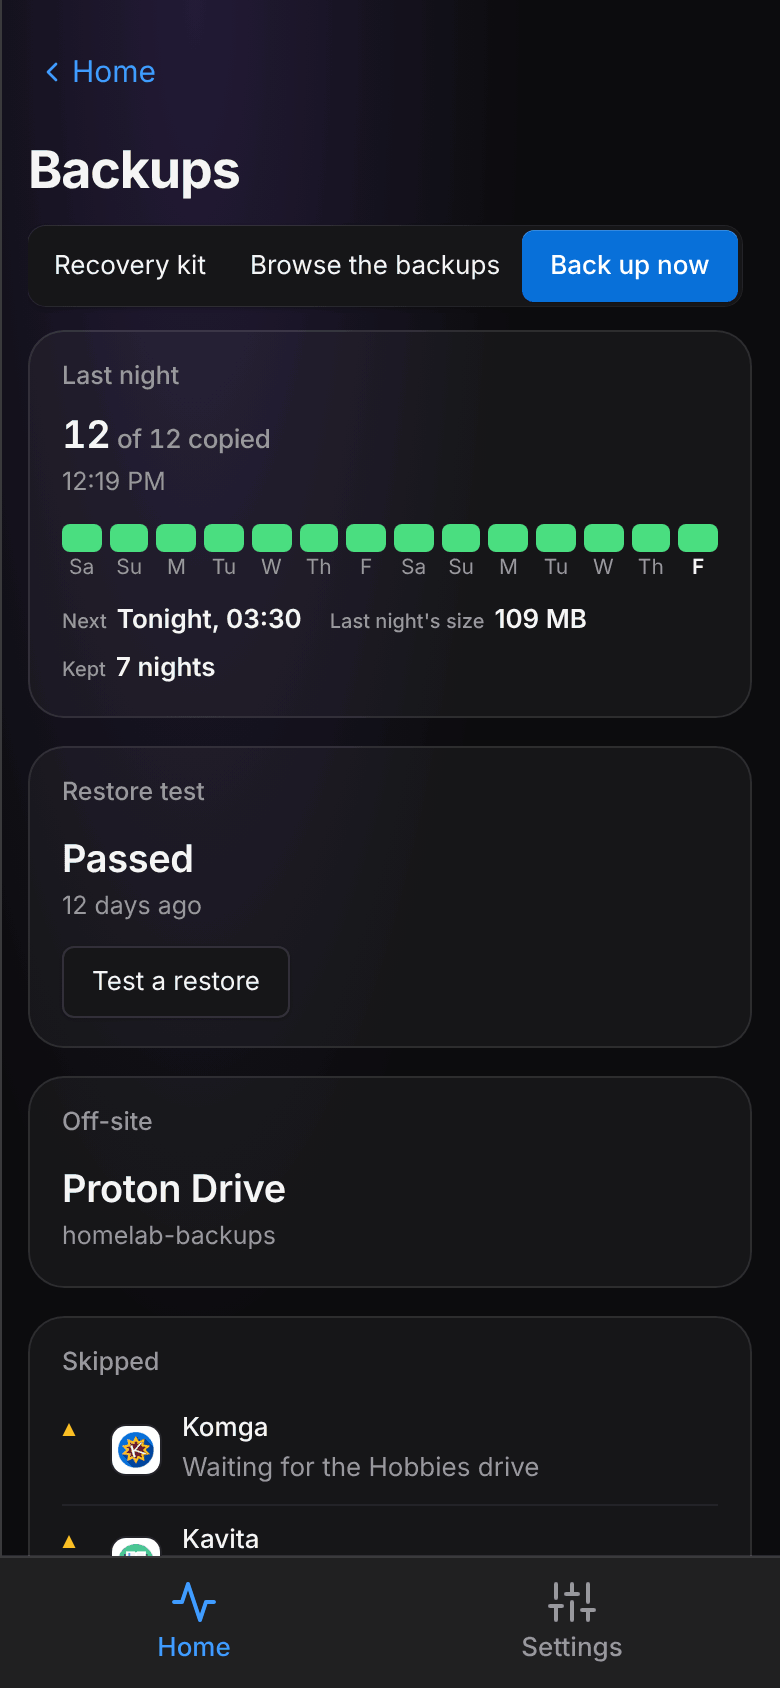 Home
Backups
Recovery kit Browse the backups Back up now
Last night
12 of 12 copied
12:19 PM
Sa Su M Tu W Th F Sa Su M Tu W Th F
Next Tonight, 03:30 Last night's size 109 MB
Kept 7 nights
Restore test
Passed
12 days ago
Test a restore
Off-site
Proton Drive
homelab-backups
Skipped
Komga
Waiting for the Hobbies drive
Kavita
Home Settings